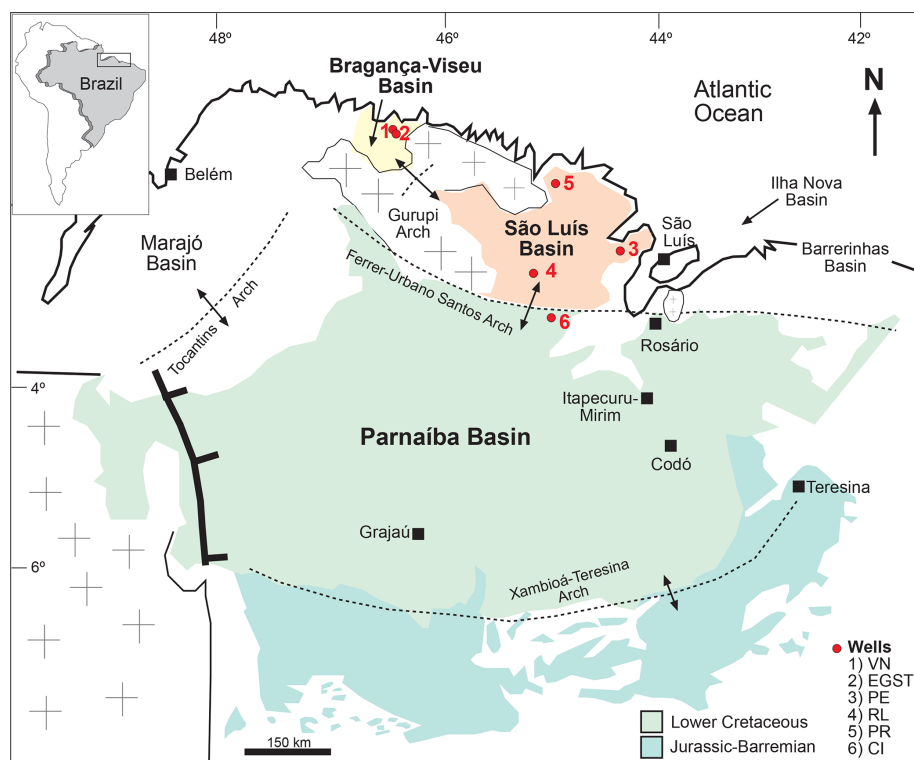 48º
46º
44º
42º
Brazil
Bragança-Viseu
Basin
Atlantic
Ocean
N
1
2
Belém
5
Ilha Nova
Basin
Gurupi
Arch
São Luís
Basin
São
Luís
3
Marajó
Basin
Barrerinhas
Basin
4
Ferrer-Urbano Santos Arch
Tocantins Arch
6
Rosário
4º
Itapecuru-
Mirim
Parnaíba Basin
Codó
Teresina
Grajaú
6º
Xambioá-Teresina
Arch
Wells
1) VN
2) EGST
3) PE
4) RL
5) PR
6) CI
Lower Cretaceous
Jurassic-Barremian
150 km